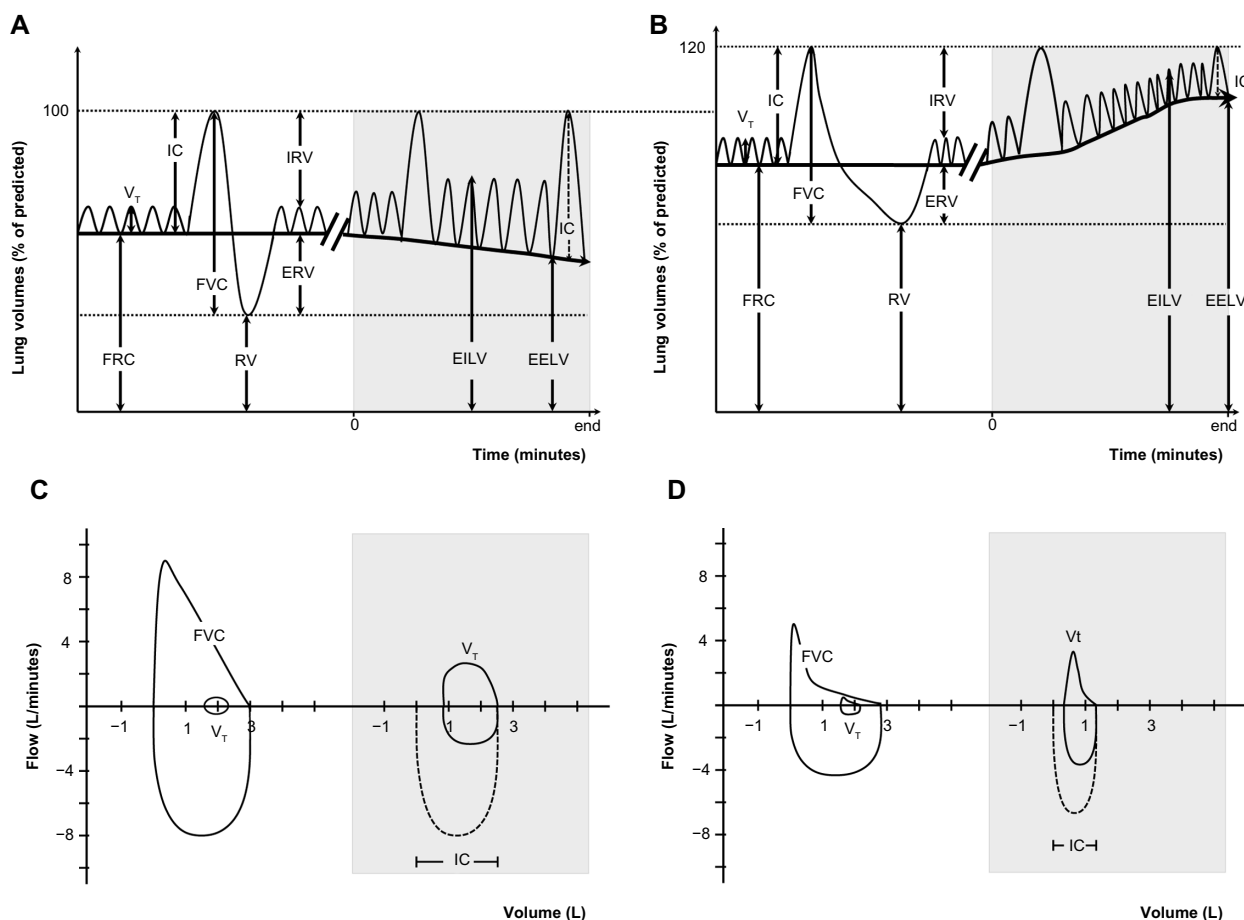 A
Lung volumes (% of predicted)
100
IC
IRV
V_T
FVC
ERV
IC
FRC
RV
EILV
EELV
0
end
Time (minutes)
B
Lung volumes (% of predicted)
120
IC
IRV
IC
V_T
FVC
ERV
FRC
RV
EILV
EELV
0
end
Time (minutes)
C
Flow (L/minutes)
8
4
−4
−8
FVC
V_T
−1
1
3
V_T
−1
1
3
IC
Volume (L)
D
Flow (L/minutes)
8
4
−4
−8
FVC
Vt
−1
1
3
V_T
−1
1
3
IC
Volume (L)